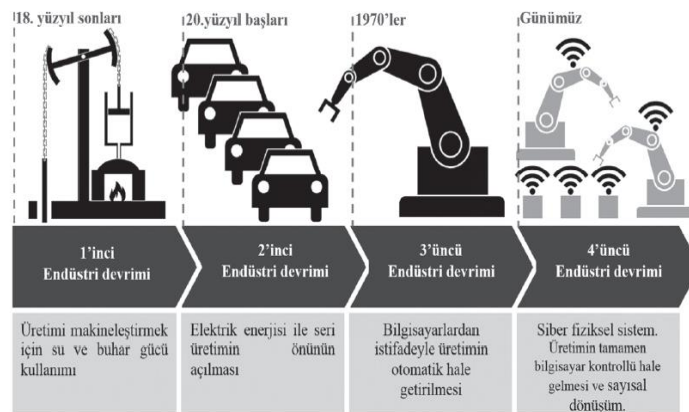 18. yüzyıl sonları
20.yüzyıl başları
1970'ler
Günümüz
1'inci
Endüstri devrimi
2'inci
Endüstri devrimi
3'üncü
Endüstri devrimi
4'üncü
Endüstri devrimi
Üretimi makineleştirmek
için su ve buhar gücü
kullanımı
Elektrik enerjisi ile seri
üretimin önünün
açılması
Bilgisayarlardan
istifadeyle üretimin
otomatik hale
getirilmesi
Siber fiziksel sistem.
Üretimin tamamen
bilgisayar kontrollü hale
gelmesi ve sayısal
dönüşüm.